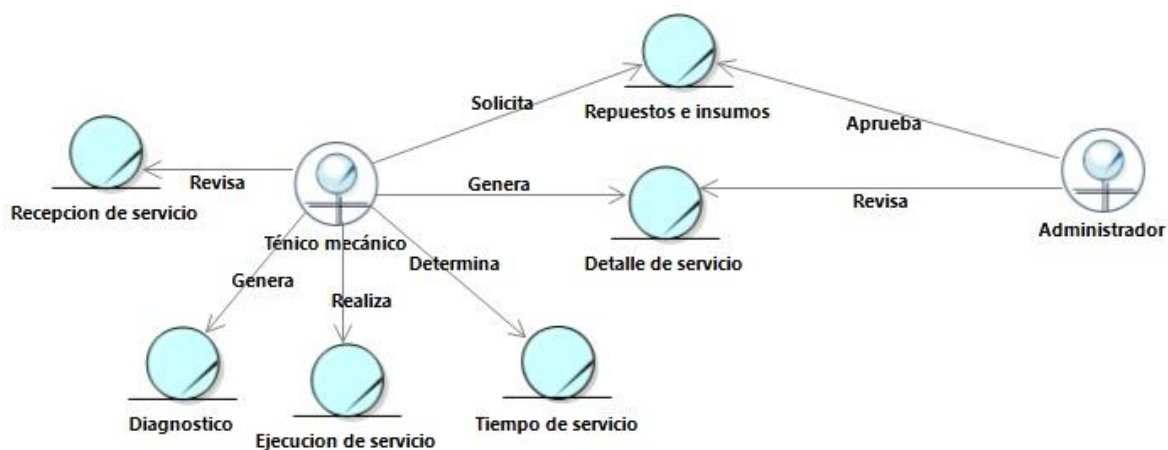 Solicita
Repuestos e insumos
Aprueba
Revisa
Recepcion de servicio
Genera
Revisa
Ténico mecánico
Detalle de servicio
Administrador
Genera
Determina
Realiza
Diagnostico
Ejecucion de servicio
Tiempo de servicio